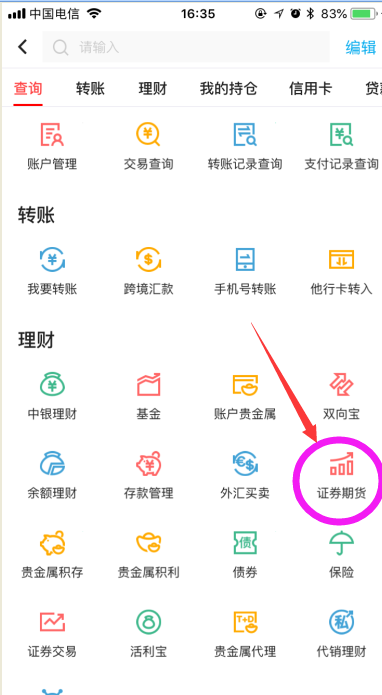 中国电信 16:35 83%
请输入 编辑
查询 转账 理财 我的持仓 信用卡 贷
账户管理 交易查询 转账记录查询 支付记录查询
转账
我要转账 跨境汇款 手机号转账 他行卡转入
理财
中银理财 基金 账户贵金属 双向宝
余额理财 存款管理 外汇买卖 证券期货
贵金属积存 贵金属积利 债券 保险
证券交易 活利宝 贵金属代理 代销理财